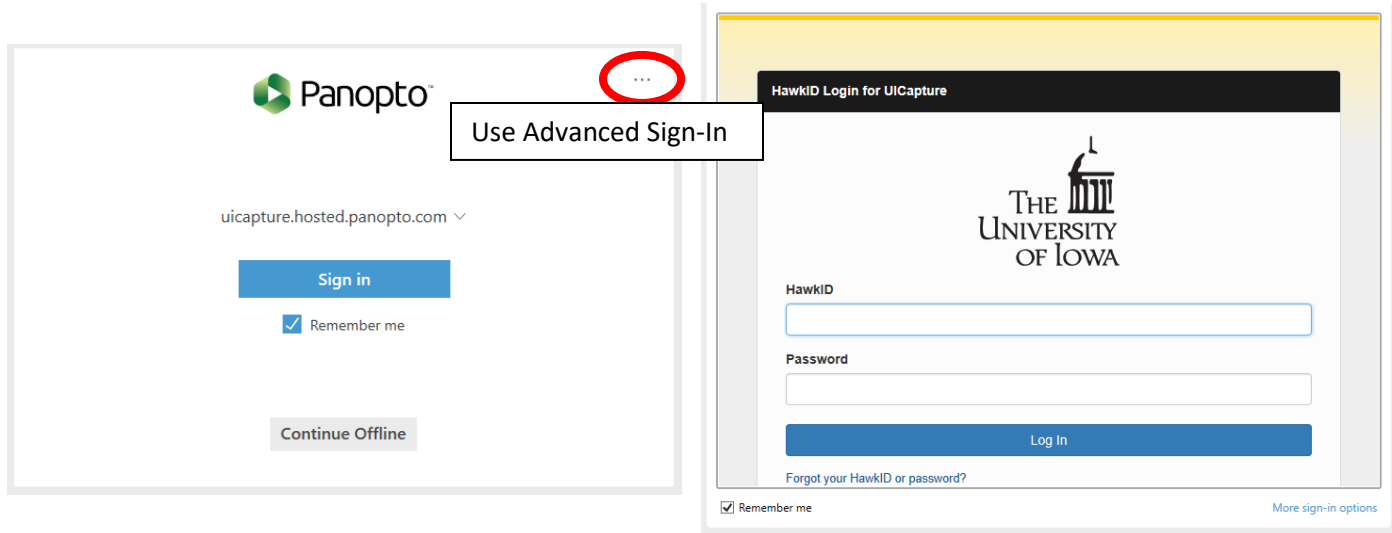 Panopto™
...
Use Advanced Sign-In
uicapture.hosted.panopto.com
Sign in
Remember me
Continue Offline
HawkID Login for UICapture
THE
UNIVERSITY
OF IOWA
HawkID
Password
Log In
Forgot your HawkID or password?
Remember me
More sign-in options